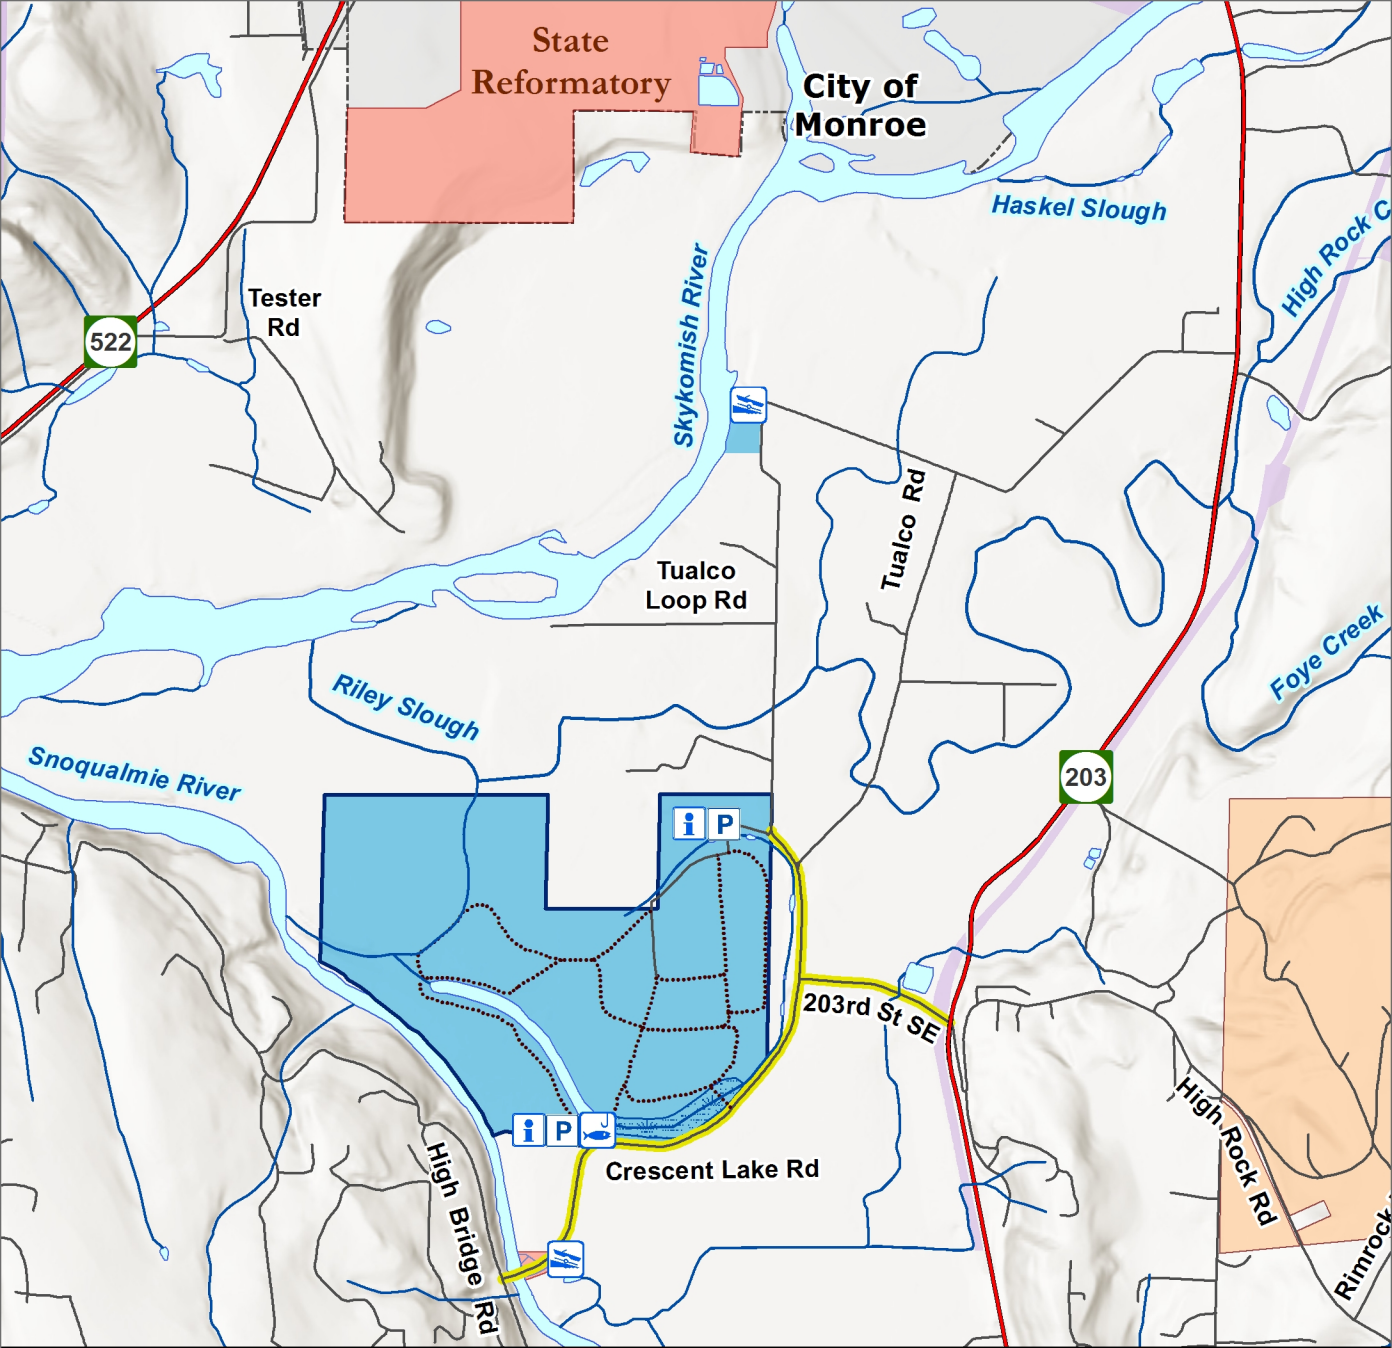 State
Reformatory
City of
Monroe
Haskel Slough
High Rock C
Skykomish River
Tester
Rd
522
Tualco Rd
Tualco
Loop Rd
Foye Creek
Riley Slough
Snoqualmie River
203
i P
203rd St SE
High Rock Rd
i P
Crescent Lake Rd
High Bridge Rd
Rimrock